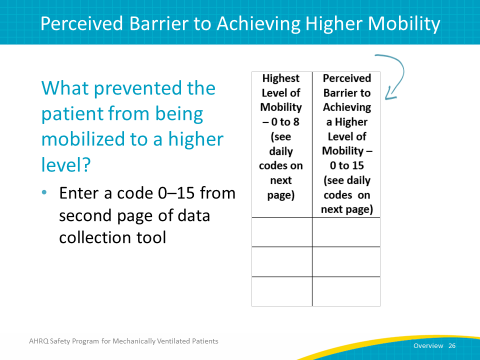 Perceived Barrier to Achieving Higher Mobility
What prevented the
patient from being
mobilized to a higher
level?
• Enter a code 0–15 from
second page of data
collection tool
Highest
Level of
Mobility
– 0 to 8
(see
daily
codes on
next
page)
Perceived
Barrier to
Achieving
a Higher
Level of
Mobility –
0 to 15
(see daily
codes on
next page)
AHRQ Safety Program for Mechanically Ventilated Patients
Overview 26